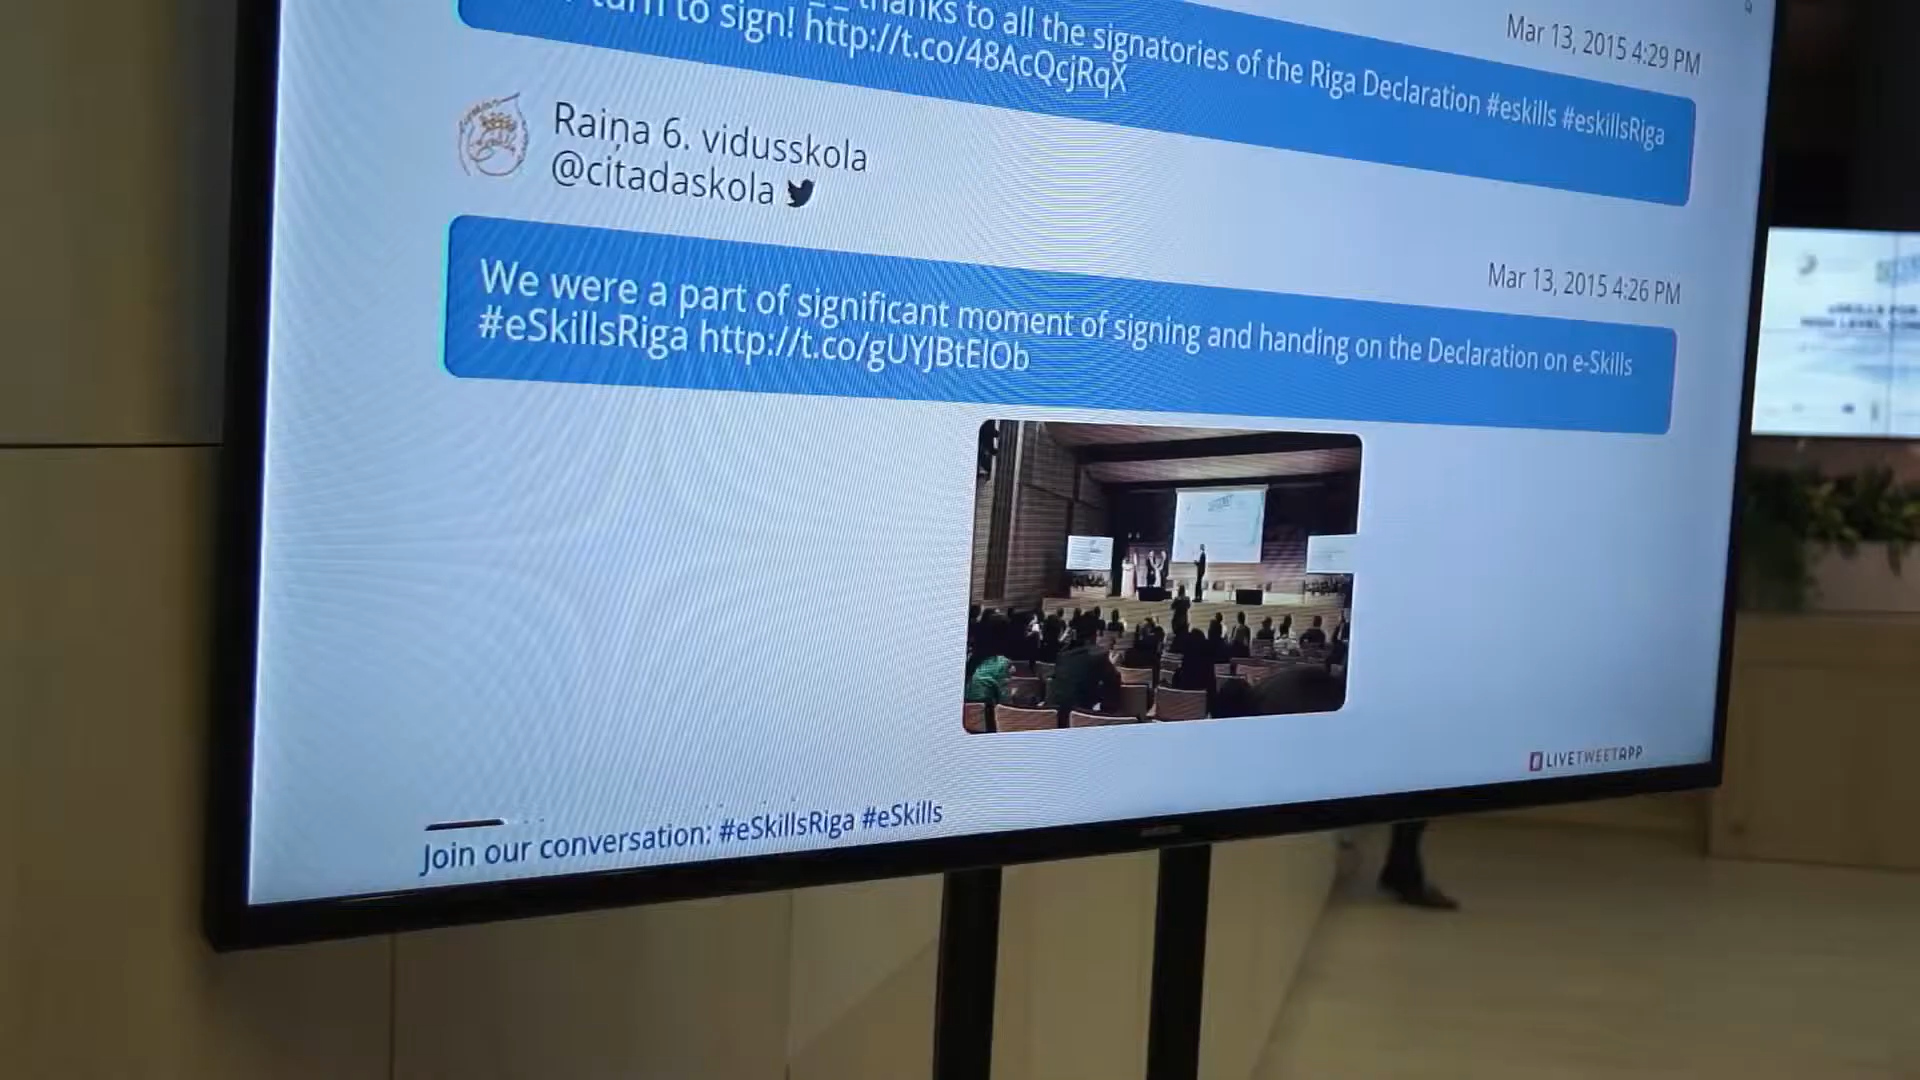 thanks to all the signatories of the Riga Declaration #eskills #eskillsRiga
turn to sign! http://t.co/48AcQcjRqX
Mar 13, 2015 4:29 PM
Raiņa 6. vidusskola
@citadaskola
Mar 13, 2015 4:26 PM
We were a part of significant moment of signing and handing on the Declaration on e-Skills
#eSkillsRiga http://t.co/gUYJBtElOb
LIVETWEETAPP
Join our conversation: #eSkillsRiga #eSkills